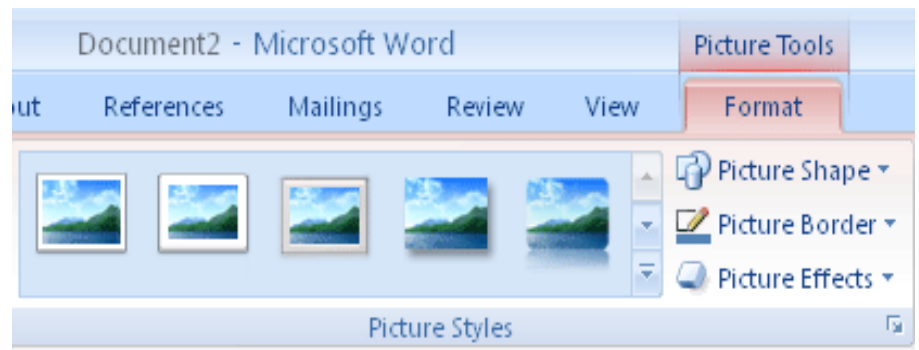 Document2 - Microsoft Word Picture Tools
out References Mailings Review View Format
Picture Shape
Picture Border
Picture Effects
Picture Styles